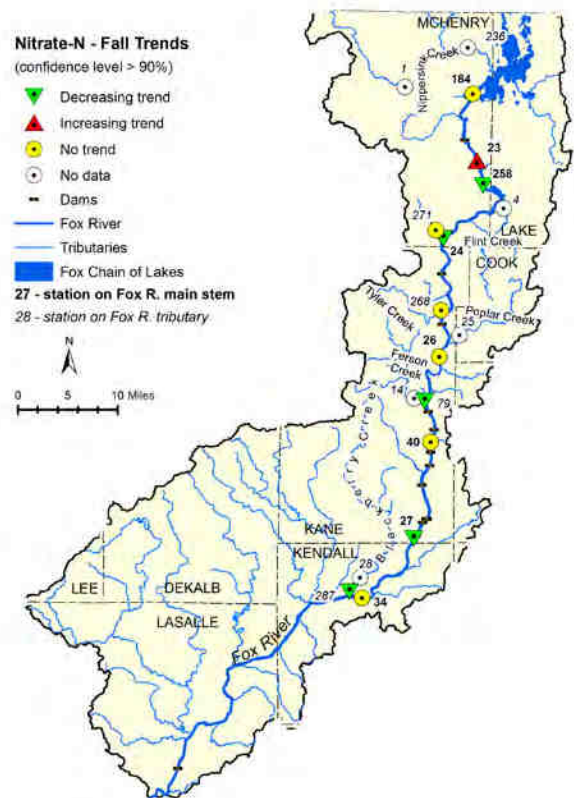 Nitrate-N - Fall Trends
(confidence level > 90%)
Decreasing trend
Increasing trend
No trend
No data
Dams
Fox River
Tributaries
Fox Chain of Lakes
27 - station on Fox R. main stem
28 - station on Fox R. tributary
N
0 5 10 Miles
MCHENRY
236
Nippersink Creek
1
184
23
258
4
271
LAKE
24
Flint Creek
COOK
268
Tyler Creek
Poplar Creek
25
26
Ferson
Creek
14
79
Blackberry Creek
40
KANE
27
KENDALL
28
287
34
LEE
DEKALB
LASALLE
Fox River